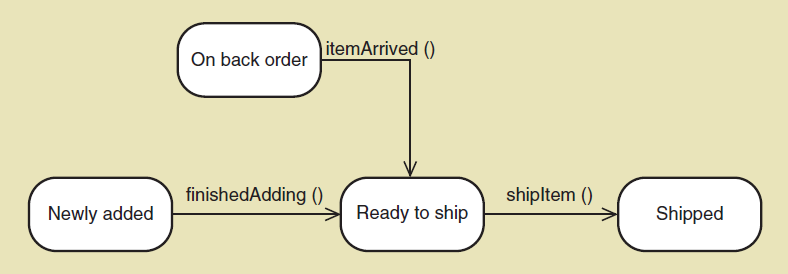 On back order
itemArrived ()
Newly added
finishedAdding ()
Ready to ship
shipItem ()
Shipped